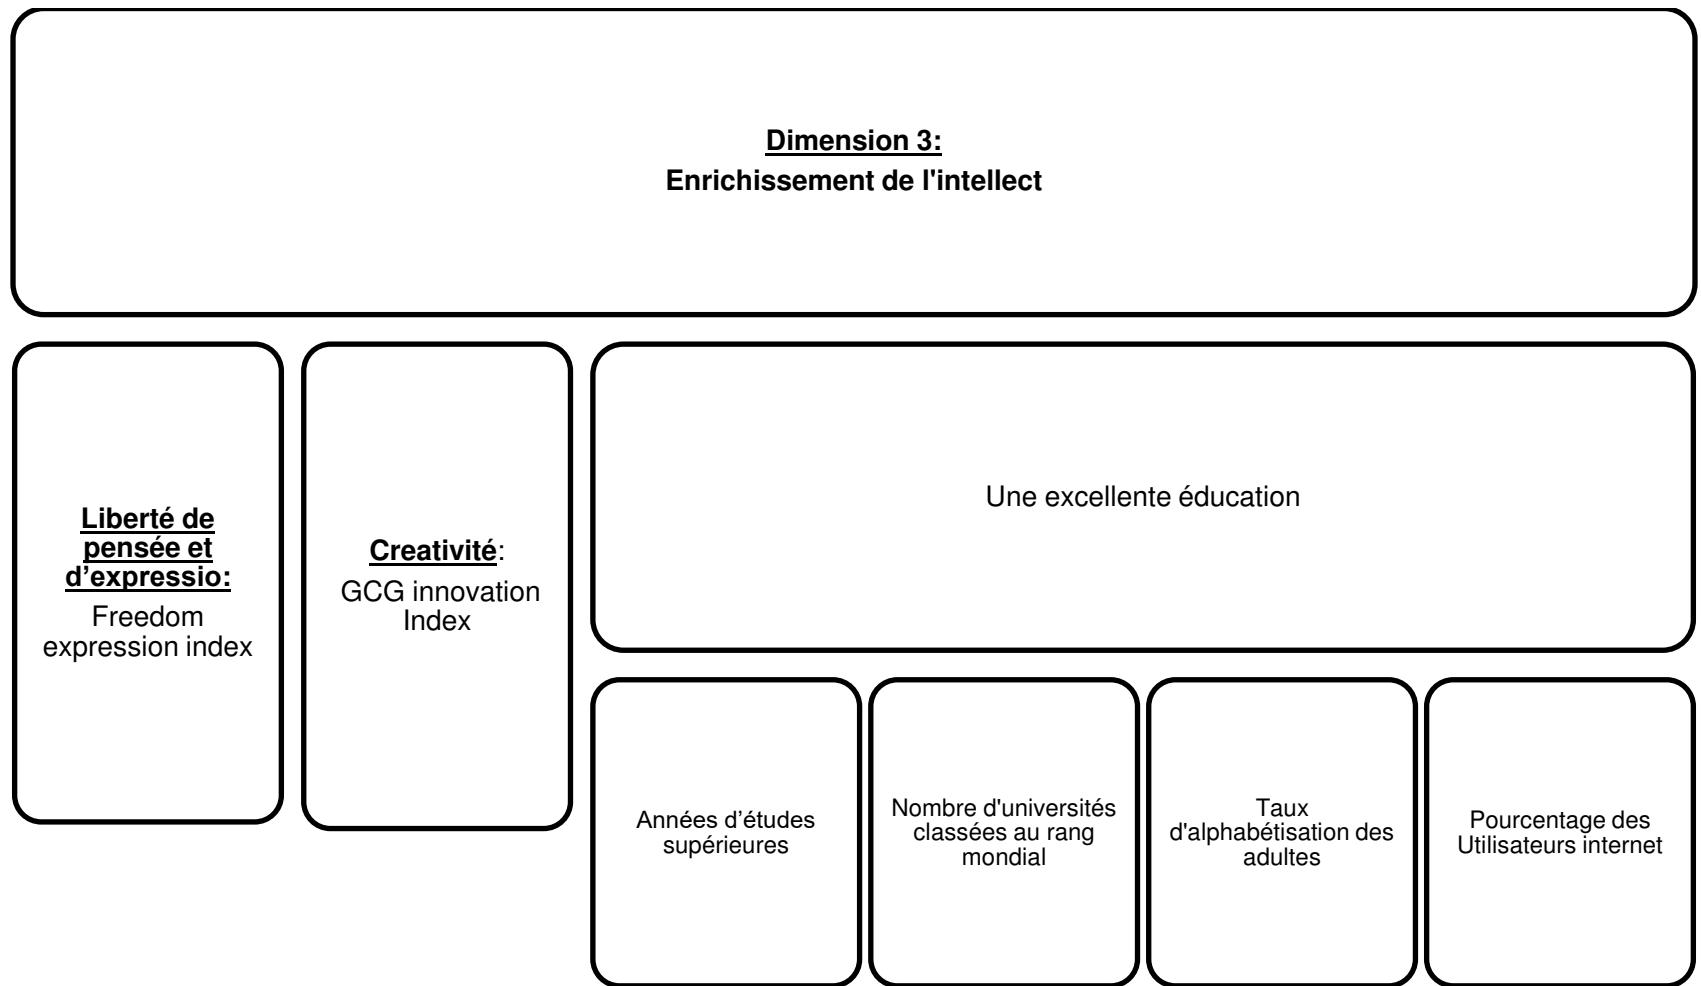 Dimension 3:
Enrichissement de l'intellect
Liberté de
pensée et
d’expressio:
Freedom
expression index
Creativité:
GCG innovation
Index
Une excellente éducation
Années d’études
supérieures
Nombre d'universités
classées au rang
mondial
Taux
d'alphabétisation des
adultes
Pourcentage des
Utilisateurs internet